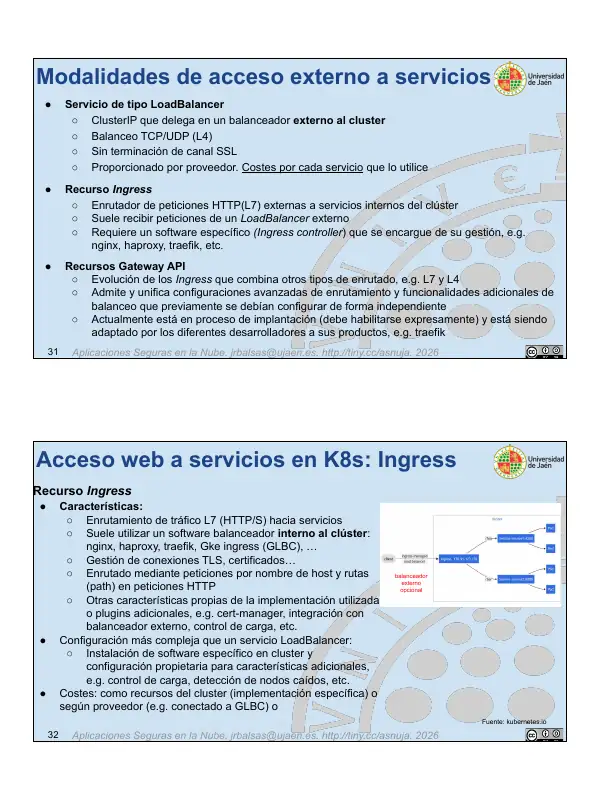 Modalidades de acceso externo a servicios
Universidad
de Jaén
● Servicio de tipo LoadBalancer
○ ClusterIP que delega en un balanceador externo al cluster
○ Balanceo TCP/UDP (L4)
○ Sin terminación de canal SSL
○ Proporcionado por proveedor. Costes por cada servicio que lo utilice
● Recurso Ingress
○ Enrutador de peticiones HTTP(L7) externas a servicios internos del clúster
○ Suele recibir peticiones de un LoadBalancer externo
○ Requiere un software específico (Ingress controller) que se encargue de su gestión, e.g.
nginx, haproxy, traefik, etc.
● Recursos Gateway API
○ Evolución de los Ingress que combina otros tipos de enrutado, e.g. L7 y L4
○ Admite y unifica configuraciones avanzadas de enrutamiento y funcionalidades adicionales de
balanceo que previamente se debían configurar de forma independiente
○ Actualmente está en proceso de implantación (debe habilitarse expresamente) y está siendo
adaptado por los diferentes desarrolladores a sus productos, e.g. traefik
31 Aplicaciones Seguras en la Nube. jrbalsas@ujaen.es. http://tiny.cc/asnuja. 2026
Acceso web a servicios en K8s: Ingress
Universidad
de Jaén
Recurso Ingress
● Características:
○ Enrutamiento de tráfico L7 (HTTP/S) hacia servicios
○ Suele utilizar un software balanceador interno al clúster:
nginx, haproxy, traefik, Gke ingress (GLBC), …
○ Gestión de conexiones TLS, certificados…
○ Enrutado mediante peticiones por nombre de host y rutas
(path) en peticiones HTTP
○ Otras características propias de la implementación utilizada
o plugins adicionales, e.g. cert-manager, integración con
balanceador externo, control de carga, etc.
● Configuración más compleja que un servicio LoadBalancer:
○ Instalación de software específico en cluster y
configuración propietaria para características adicionales,
e.g. control de carga, detección de nodos caídos, etc.
● Costes: como recursos del cluster (implementación específica) o
según proveedor (e.g. conectado a GLBC) o
balanceador
externo
opcional
Fuente: kubernetes.io
32 Aplicaciones Seguras en la Nube. jrbalsas@ujaen.es. http://tiny.cc/asnuja. 2026